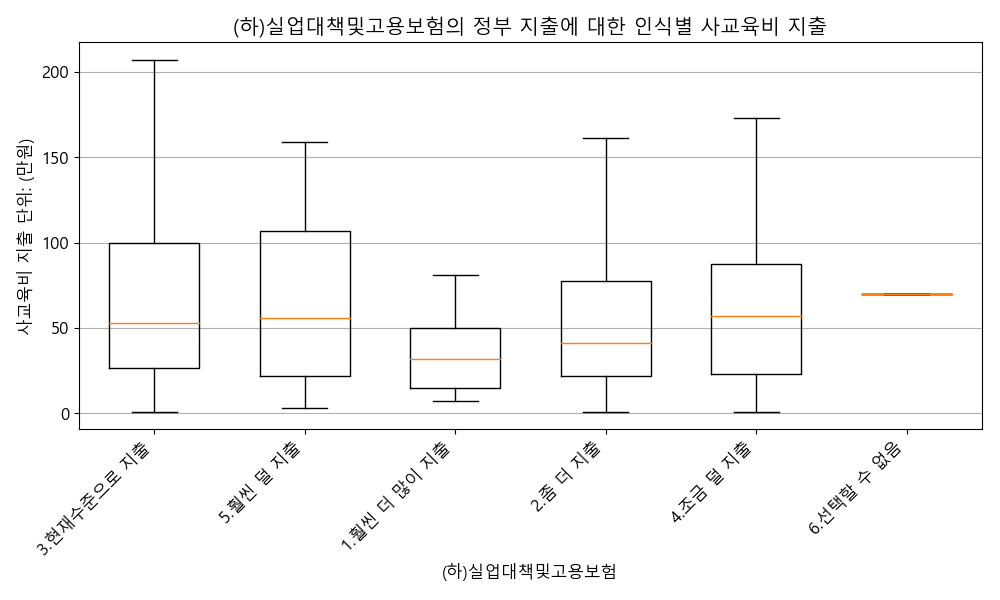 (하)실업대책및고용보험의 정부 지출에 대한 인식별 사교육비 지출
사교육비 지출 단위: (만원)
200
150
100
50
0
3.현재수준으로 지출
5.훨씬 덜 지출
1.훨씬 더 많이 지출
2.좀 더 지출
4.조금 덜 지출
6.선택할 수 없음
(하)실업대책및고용보험